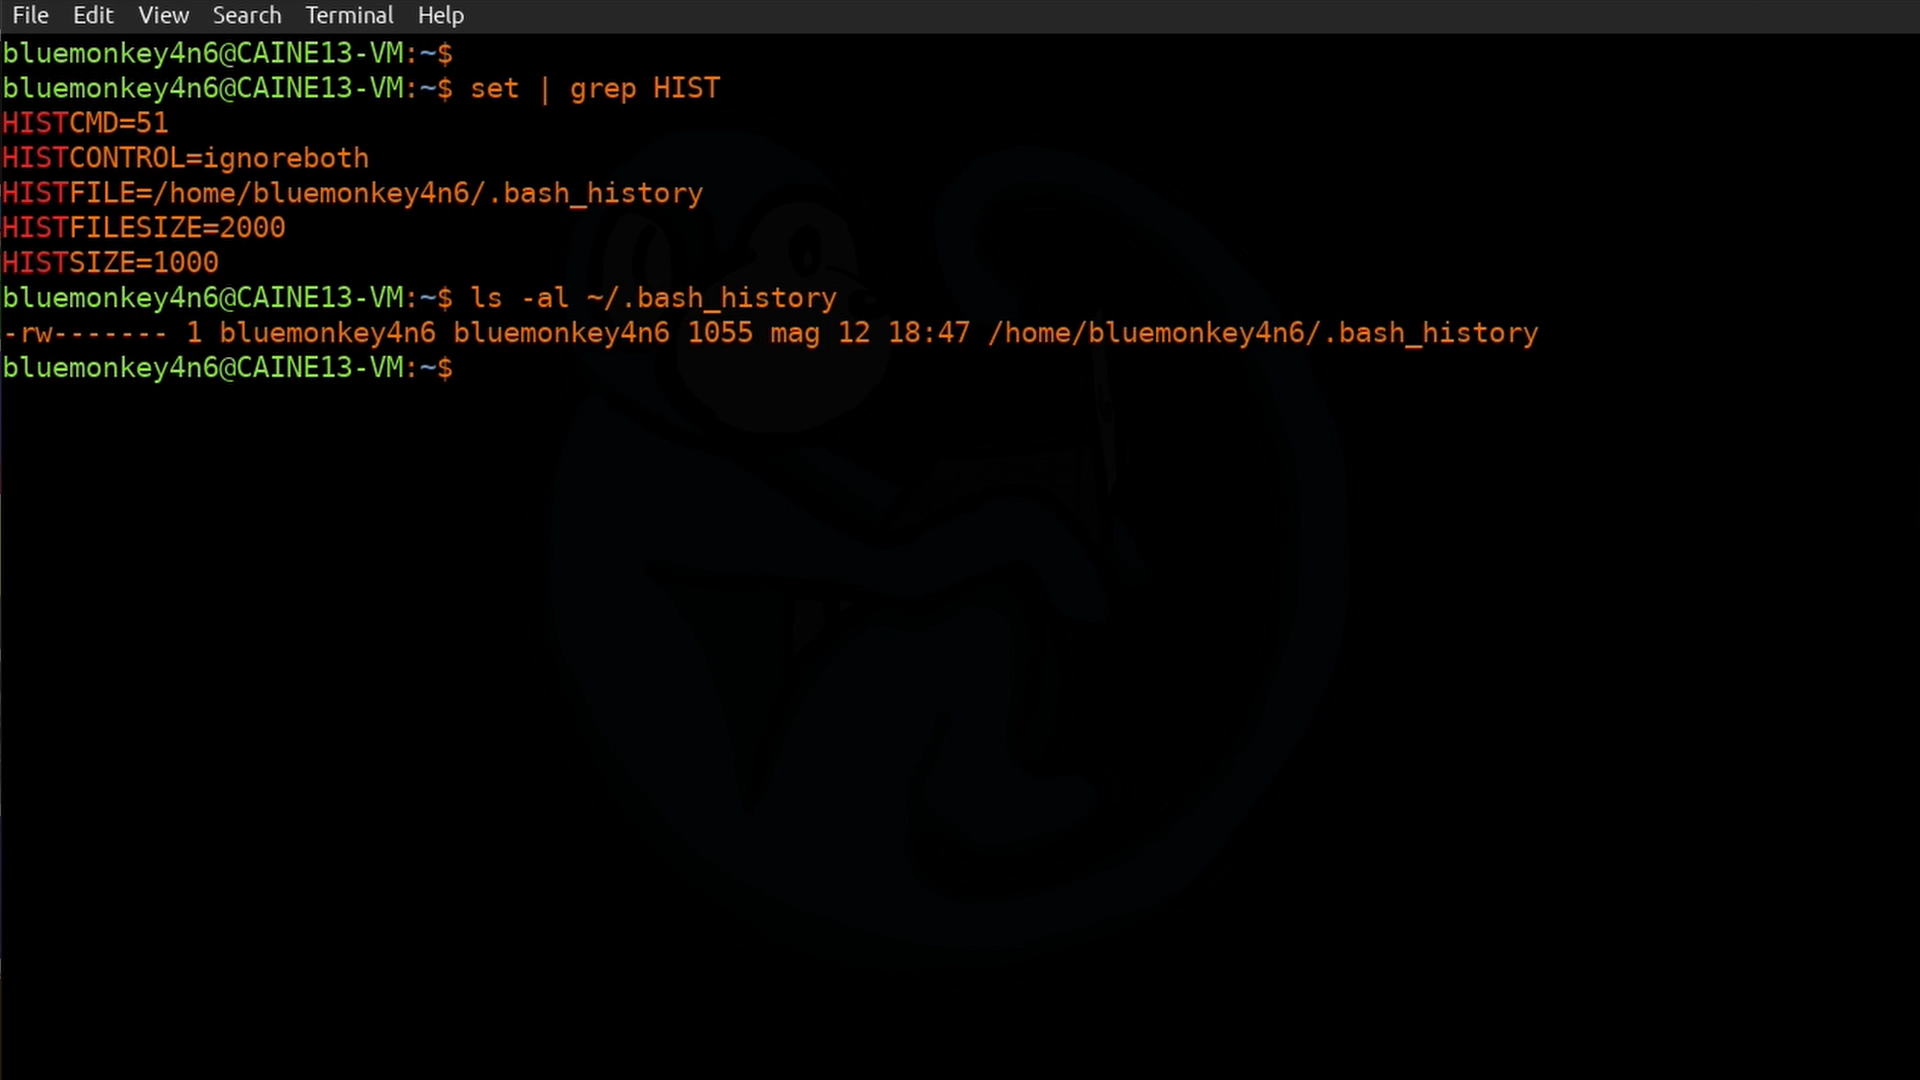 File Edit View Search Terminal Help
bluemonkey4n6@CAINE13-VM:~$
bluemonkey4n6@CAINE13-VM:~$ set | grep HIST
HISTCMD=51
HISTCONTROL=ignoreboth
HISTFILE=/home/bluemonkey4n6/.bash_history
HISTFILESIZE=2000
HISTSIZE=1000
bluemonkey4n6@CAINE13-VM:~$ ls -al ~/.bash_history
-rw------- 1 bluemonkey4n6 bluemonkey4n6 1055 mag 12 18:47 /home/bluemonkey4n6/.bash_history
bluemonkey4n6@CAINE13-VM:~$